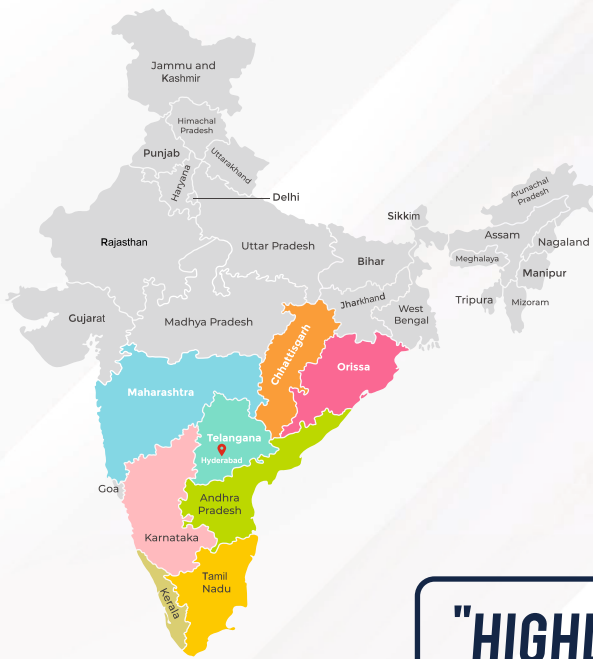 Jammu and
Kashmir
Himachal
Pradesh
Punjab
Uttarakhand
Haryana
Delhi
Rajasthan
Uttar Pradesh
Sikkim
Arunachal
Pradesh
Assam
Nagaland
Meghalaya
Manipur
Bihar
Tripura
Mizoram
Jharkhand
West
Bengal
Gujarat
Madhya Pradesh
Chhattisgarh
Orissa
Maharashtra
Telangana
Hyderabad
Goa
Andhra
Pradesh
Karnataka
Tamil
Nadu
Kerala